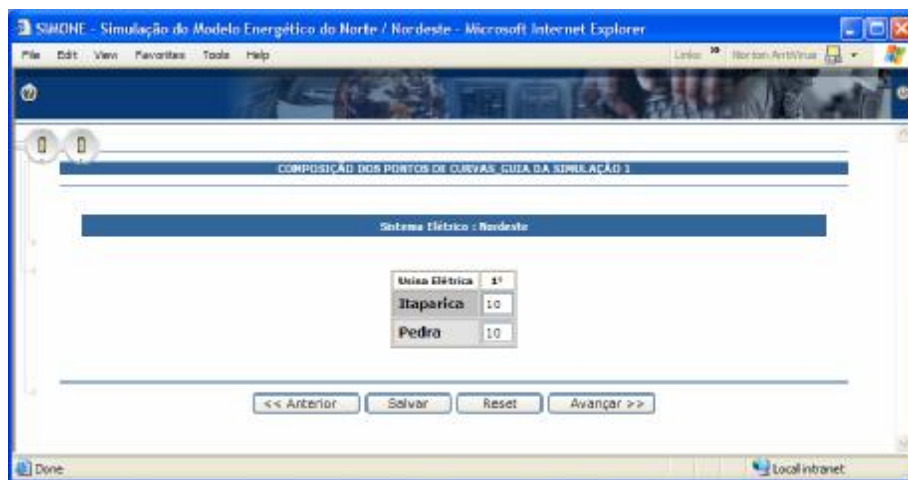 SIMONE - Simulação do Modelo Energético do Norte / Nordeste - Microsoft Internet Explorer
File Edit View Favorites Tools Help Links » Norton AntiVirus
COMPOSIÇÃO DOS PONTOS DE CURVAS_GUIA DA SIMULAÇÃO 1
Sistema Elétrico : Nordeste
Usina Elétrica 1º
Itaparica 10
Pedra 10
<< Anterior Salvar Reset Avançar >>
Done Local intranet